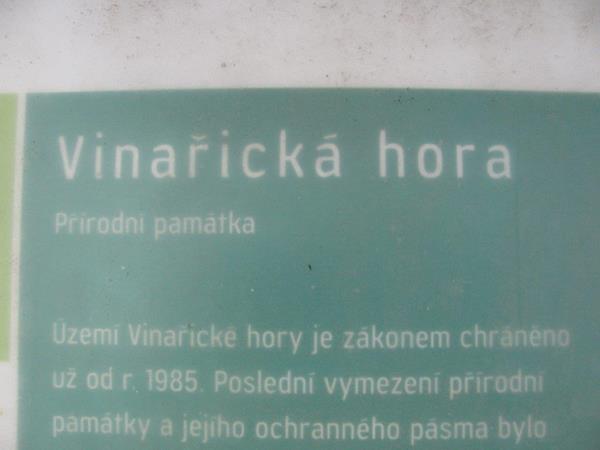 Vinařická hora
Přírodní památka
Území Vinařické hory je zákonem chráněno
už od r. 1985. Poslední vymezení přírodní
památky a jejího ochranného pásma bylo